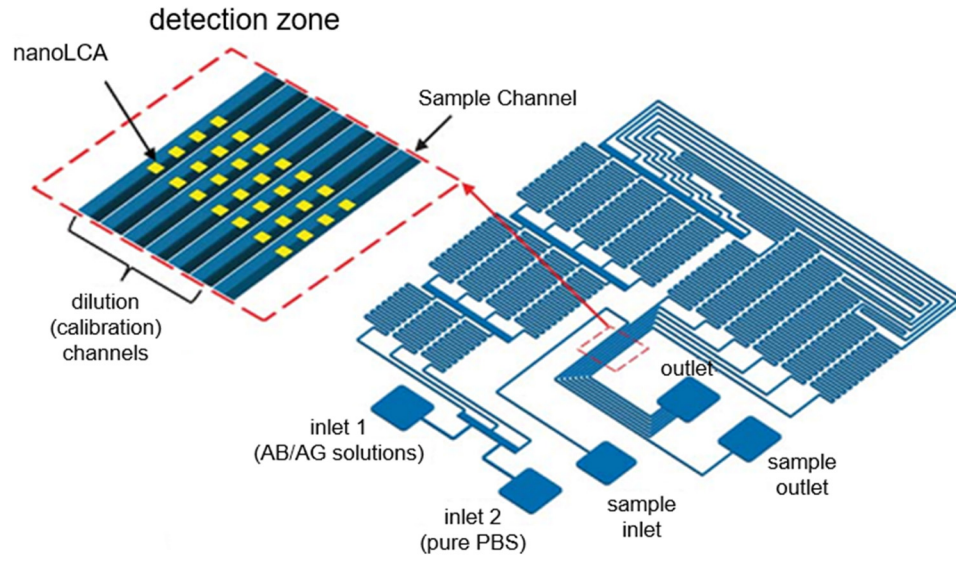 detection zone
nanoLCA
Sample Channel
dilution
(calibration)
channels
outlet
inlet 1
(AB/AG solutions)
inlet 2
(pure PBS)
sample
inlet
sample
outlet